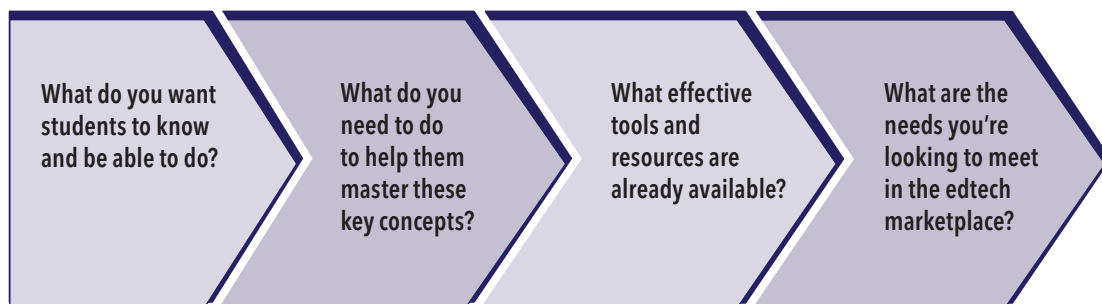 What do you want
students to know
and be able to do?
What do you
need to do
to help them
master these
key concepts?
What effective
tools and
resources are
already available?
What are the
needs you’re
looking to meet
in the edtech
marketplace?